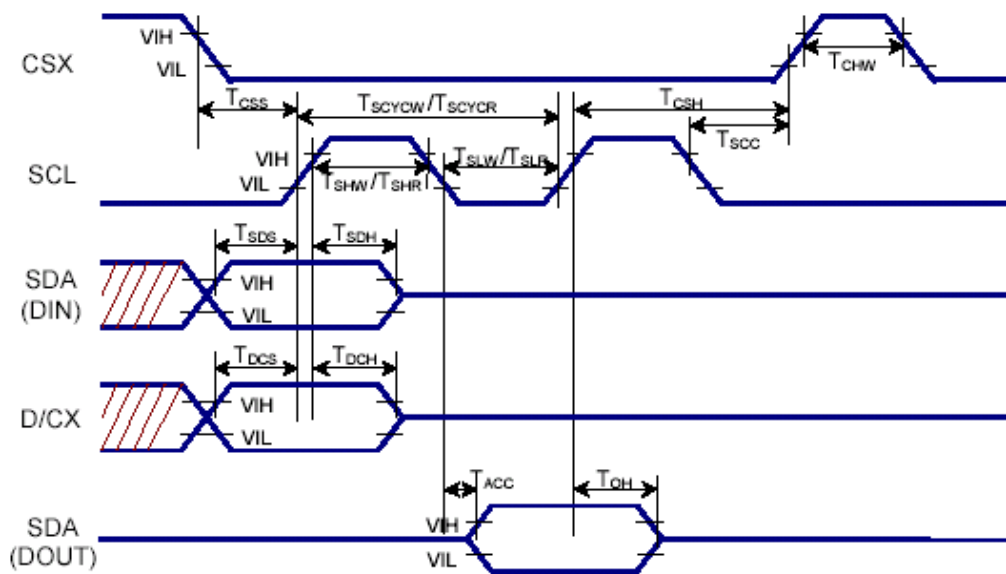 VIH
CSX
VIL
TCSS
TSCYCW/TSCYCR
TCSH
TCHW
TSCC
VIH
SCL
VIL
TSHW/TSHR
TSLW/TSLR
TSDS
TSDH
SDA
(DIN)
VIH
VIL
TDCS
TDCH
D/CX
VIH
VIL
TACC
TOH
SDA
(DOUT)
VIH
VIL